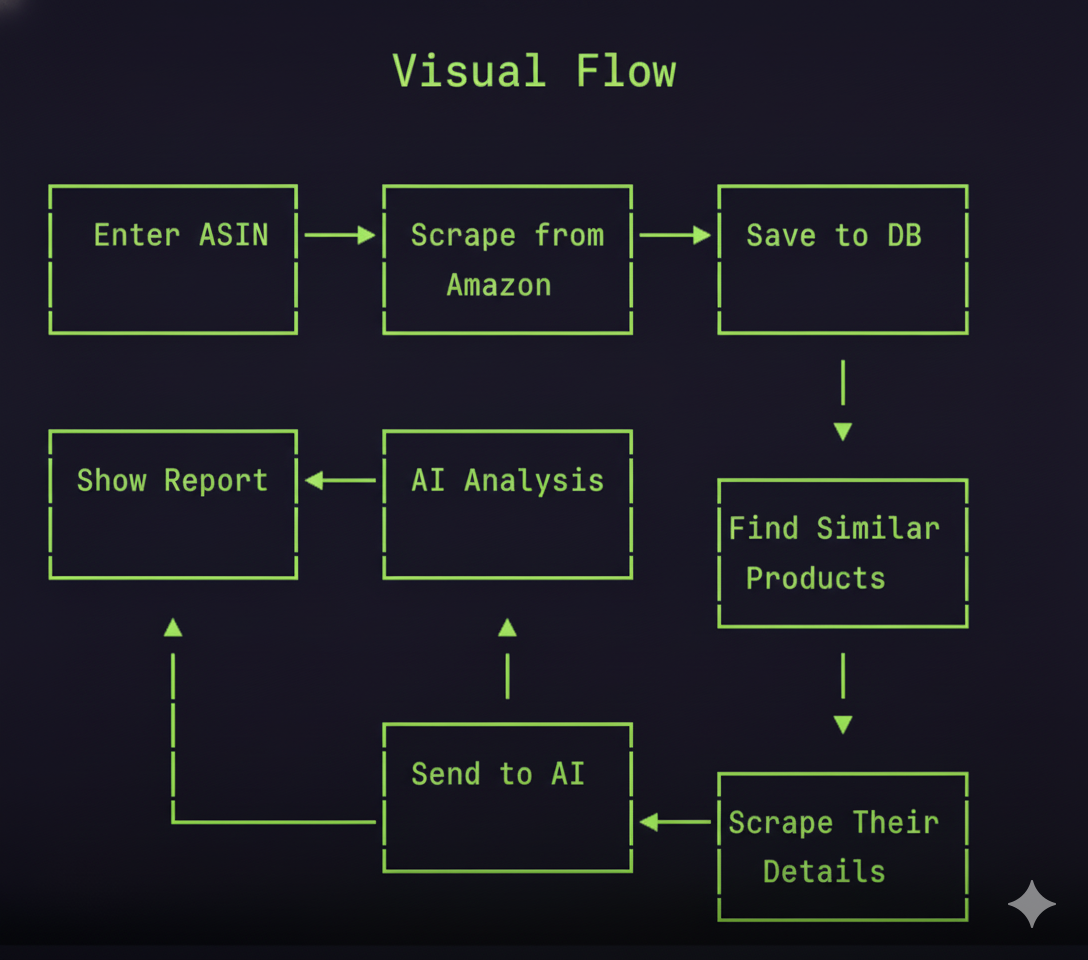 Visual Flow
Enter ASIN
Scrape from
Amazon
Save to DB
Show Report
AI Analysis
Find Similar
Products
Send to AI
Scrape Their
Details